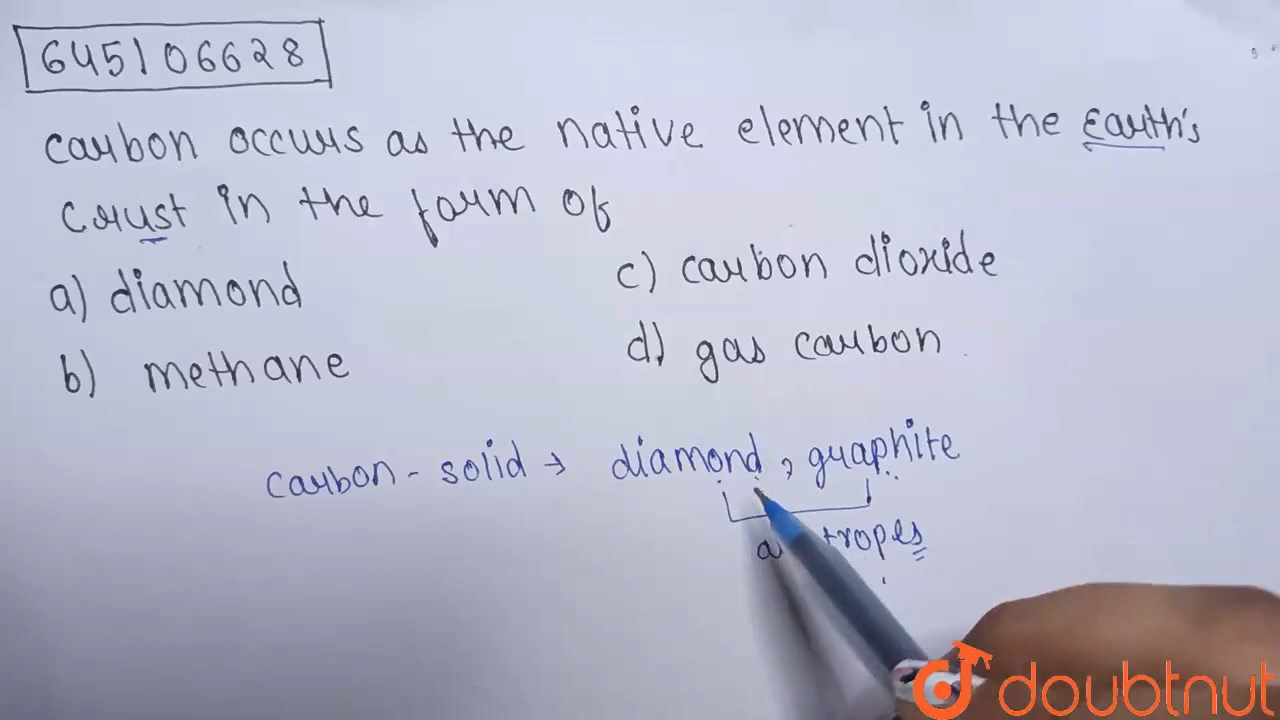 645106628
carbon occurs as the native element in the Earth's
crust in the form of
a) diamond
c) carbon dioxide
b) methane
d) gas carbon
carbon - solid → diamond, graphite
doubtnut